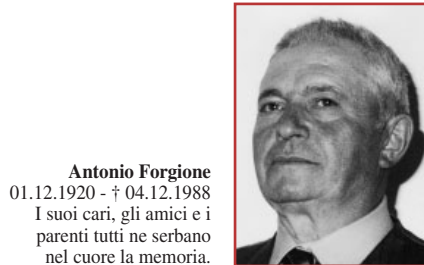 Antonio Forgione
01.12.1920 - † 04.12.1988
I suoi cari, gli amici e i
parenti tutti ne serbano
nel cuore la memoria.